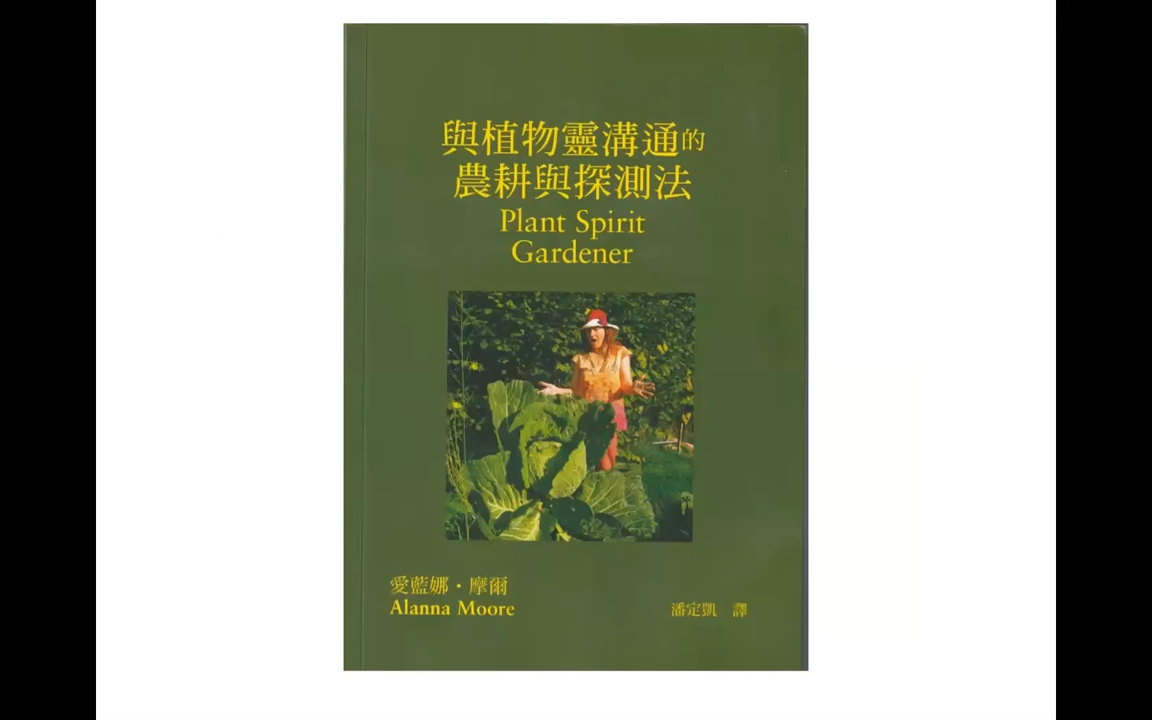 與植物靈溝通的
農耕與探測法
Plant Spirit
Gardener
愛藍娜・摩爾
Alanna Moore
潘定凱 譯